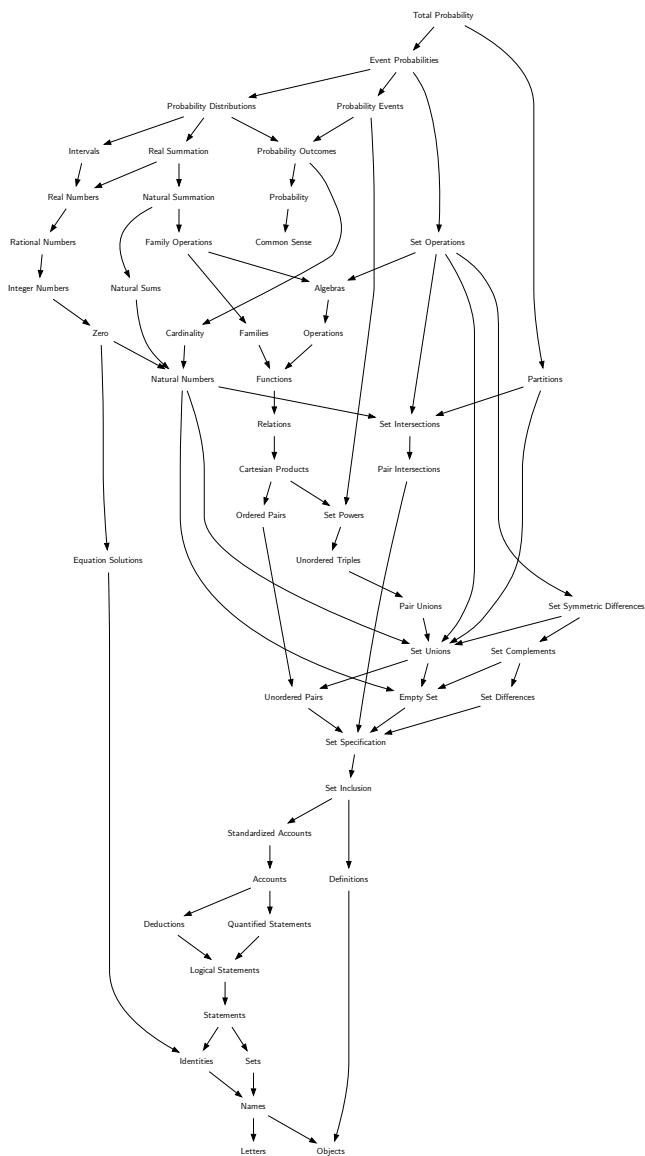 Total Probability
Event Probabilities
Probability Distributions
Probability Events
Intervals
Real Summation
Probability Outcomes
Real Numbers
Natural Summation
Probability
Rational Numbers
Family Operations
Common Sense
Set Operations
Integer Numbers
Natural Sums
Algebras
Zero
Cardinality
Families
Operations
Natural Numbers
Functions
Partitions
Relations
Set Intersections
Cartesian Products
Pair Intersections
Ordered Pairs
Set Powers
Equation Solutions
Unordered Triples
Pair Unions
Set Symmetric Differences
Set Unions
Set Complements
Unordered Pairs
Empty Set
Set Differences
Set Specification
Set Inclusion
Standardized Accounts
Accounts
Definitions
Deductions
Quantified Statements
Logical Statements
Statements
Identities
Sets
Names
Letters
Objects